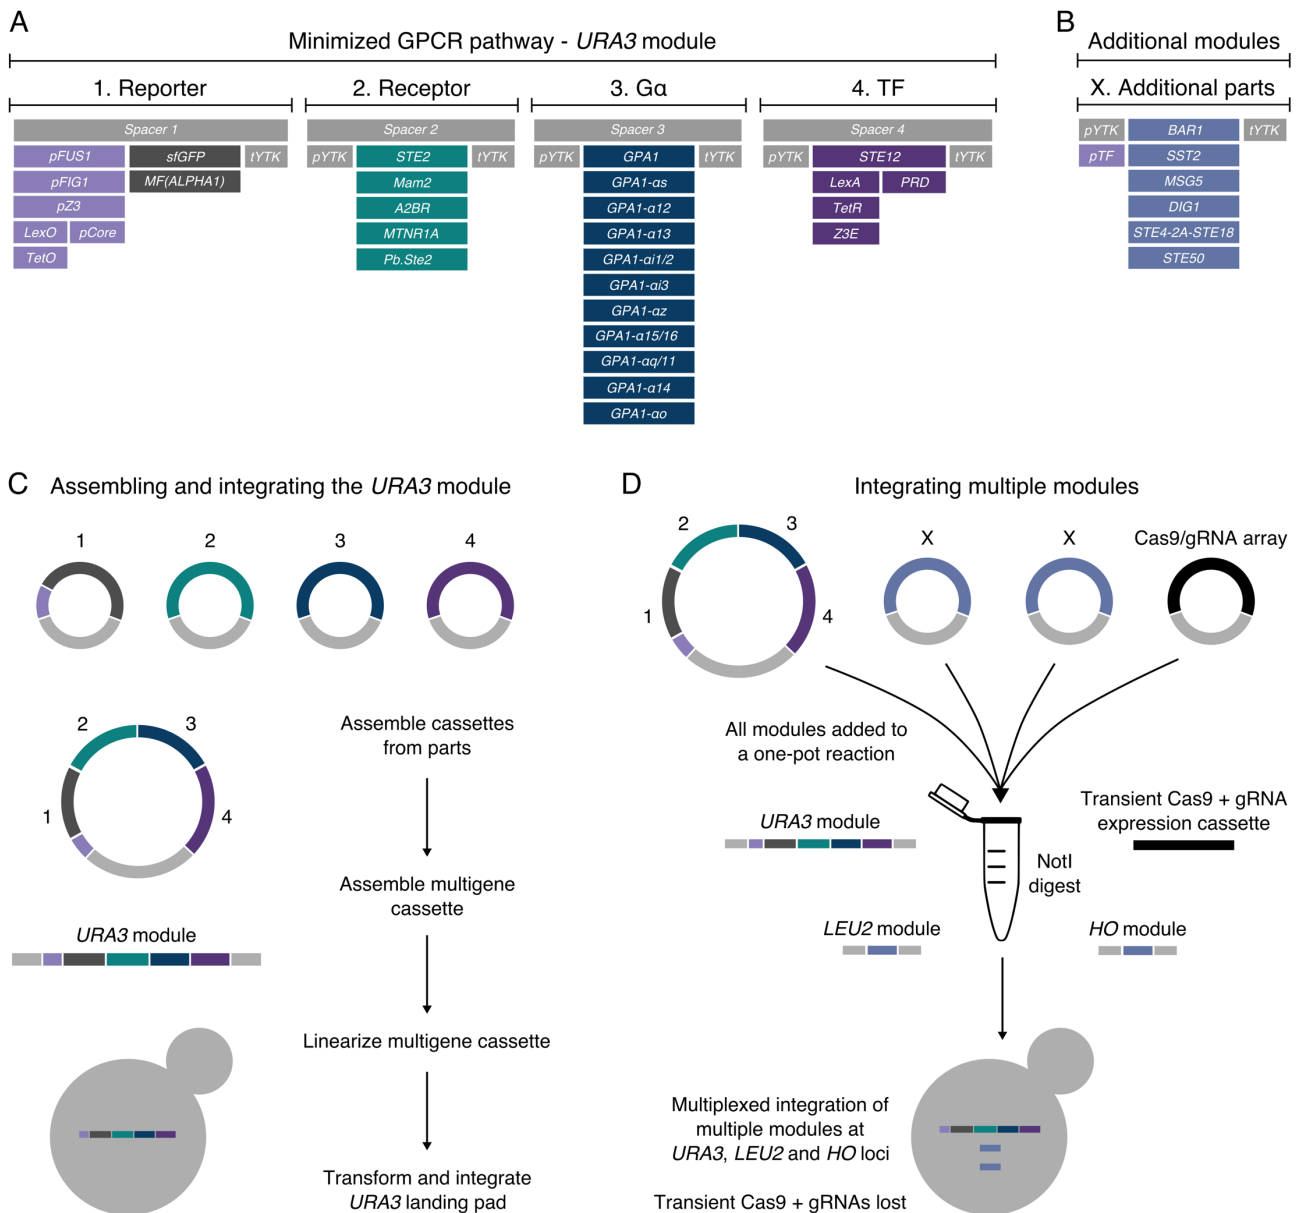 A
Minimized GPCR pathway - URA3 module
1. Reporter
2. Receptor
3. Gα
4. TF
Spacer 1
Spacer 2
Spacer 3
Spacer 4
pFUS1
sfGFP
tYTK
pYTK
STE2
tYTK
pYTK
GPA1
tYTK
pYTK
STE12
tYTK
pFIG1
MF(ALPHA1)
Mam2
GPA1-αs
LexA
PRD
pZ3
A2BR
GPA1-α12
TetR
LexO
pCore
MTNR1A
GPA1-α13
Z3E
TetO
Pb.Ste2
GPA1-αi1/2
GPA1-αi3
GPA1-αz
GPA1-α15/16
GPA1-αq/11
GPA1-α14
GPA1-αo
B
Additional modules
X. Additional parts
pYTK
BAR1
tYTK
pTF
SST2
MSG5
DIG1
STE4-2A-STE18
STE50
C
Assembling and integrating the URA3 module
1
2
3
4
2
3
1
4
Assemble cassettes
from parts
Assemble multigene
cassette
URA3 module
Linearize multigene cassette
Transform and integrate
URA3 landing pad
D
Integrating multiple modules
2
3
1
4
X
X
Cas9/gRNA array
All modules added to
a one-pot reaction
URA3 module
Transient Cas9 + gRNA
expression cassette
NotI
digest
LEU2 module
HO module
Multiplexed integration of
multiple modules at
URA3, LEU2 and HO loci
Transient Cas9 + gRNAs lost